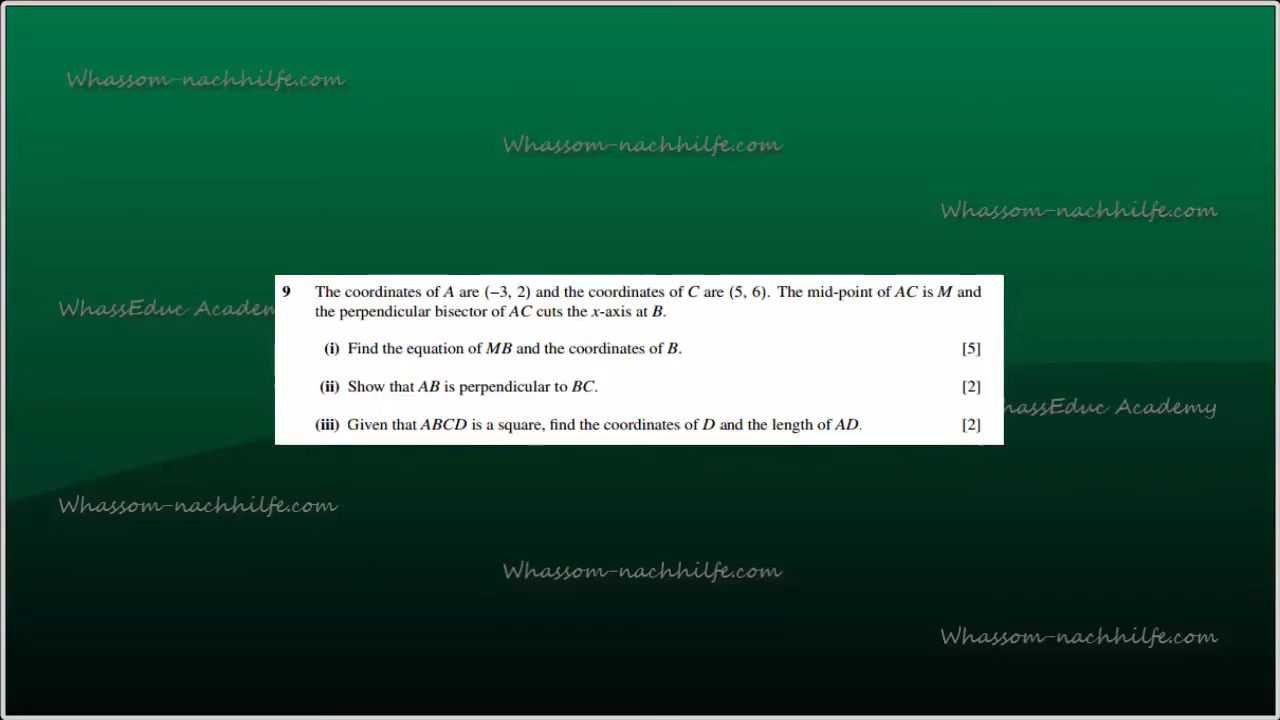 Whassom-nachhilfe.com
Whassom-nachhilfe.com
Whassom-nachhilfe.com
9 The coordinates of A are (−3, 2) and the coordinates of C are (5, 6). The mid-point of AC is M and
the perpendicular bisector of AC cuts the x-axis at B.
WhassEduc Academ
(i) Find the equation of MB and the coordinates of B. [5]
(ii) Show that AB is perpendicular to BC. [2]
hassEduc Academy
(iii) Given that ABCD is a square, find the coordinates of D and the length of AD. [2]
Whassom-nachhilfe.com
Whassom-nachhilfe.com
Whassom-nachhilfe.com